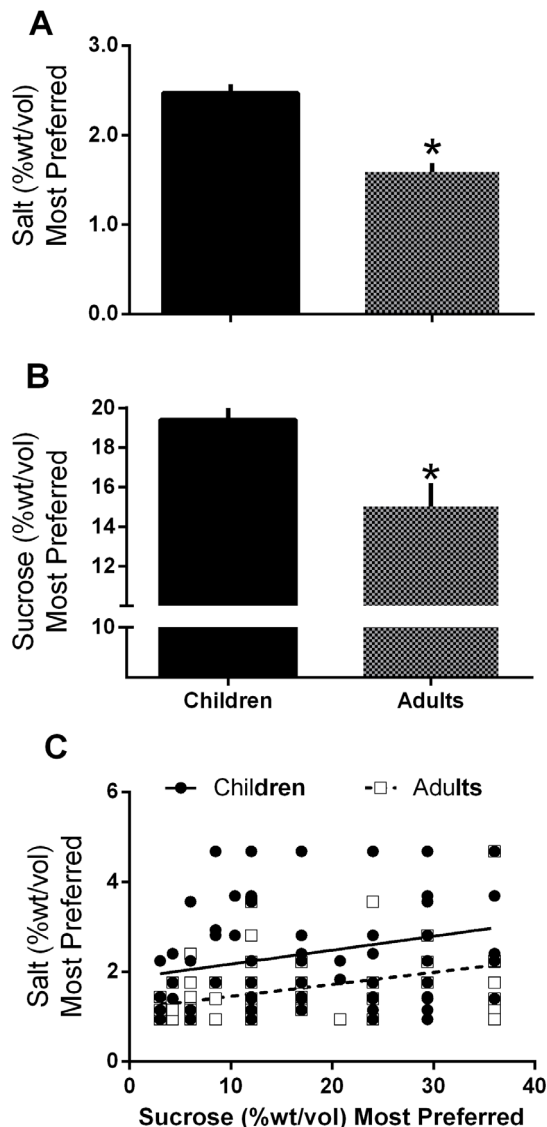 A
3.0
2.0
1.0
0.0
Salt (%wt/vol)
Most Preferred
*
B
20
18
16
14
12
10
Sucrose (%wt/vol)
Most Preferred
*
Children Adults
C
Children Adults
6
4
2
0
Salt (%wt/vol)
Most Preferred
0 10 20 30 40
Sucrose (%wt/vol) Most Preferred